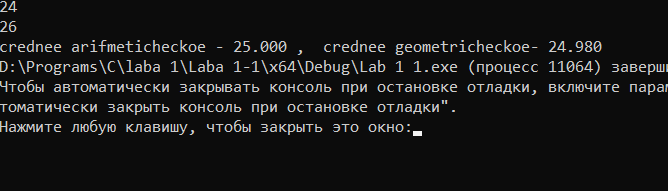 24
26
crednee arifmeticheckoe - 25.000 ,  crednee geometricheckoe- 24.980
D:\Programs\C\laba 1\Laba 1-1\x64\Debug\Lab 1 1.exe (процесс 11064) заверш
Чтобы автоматически закрывать консоль при остановке отладки, включите пара
томатически закрыть консоль при остановке отладки".
Нажмите любую клавишу, чтобы закрыть это окно: